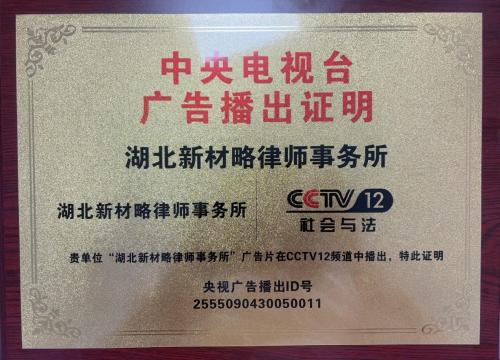 中央电视台
广告播出证明
湖北新材略律师事务所
湖北新材略律师事务所
CCTV 12
社会与法
贵单位“湖北新材略律师事务所”广告片在CCTV12频道中播出，特此证明
央视广告播出ID号
2555090430050011